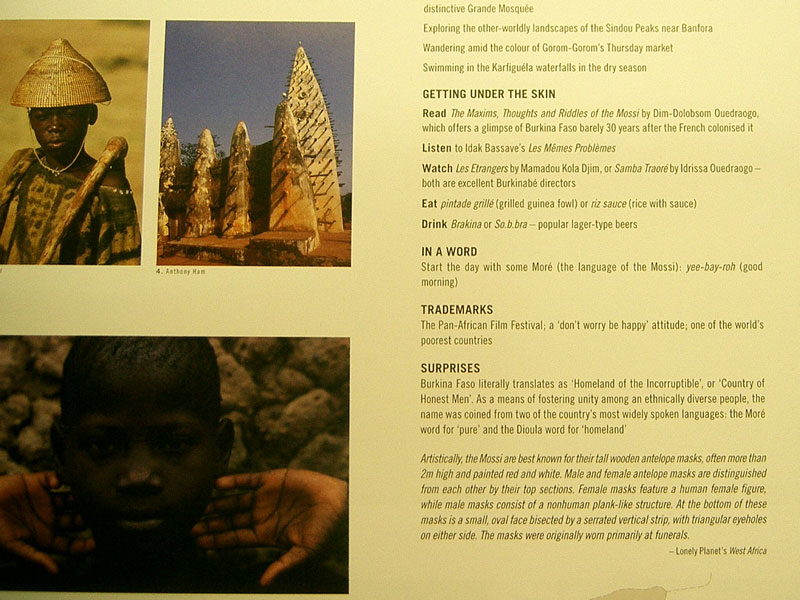 distinctive Grande Mosquée
Exploring the other-worldly landscapes of the Sindou Peaks near Banfora
Wandering amid the colour of Gorom-Gorom's Thursday market
Swimming in the Karfiguéla waterfalls in the dry season
GETTING UNDER THE SKIN
Read The Maxims, Thoughts and Riddles of the Mossi by Dim-Dolobsom Ouedraogo,
which offers a glimpse of Burkina Faso barely 30 years after the French colonised it
Listen to Idak Bassave's Les Mêmes Problèmes
Watch Les Etrangers by Mamadou Kola Djim, or Samba Traoré by Idrissa Ouedraogo –
both are excellent Burkinabé directors
Eat pintade grillé (grilled guinea fowl) or riz sauce (rice with sauce)
Drink Brakina or So.b.bra – popular lager-type beers
IN A WORD
Start the day with some Moré (the language of the Mossi): yee-bay-roh (good
morning)
TRADEMARKS
The Pan-African Film Festival; a 'don't worry be happy' attitude; one of the world's
poorest countries
SURPRISES
Burkina Faso literally translates as 'Homeland of the Incorruptible', or 'Country of
Honest Men'. As a means of fostering unity among an ethnically diverse people, the
name was coined from two of the country's most widely spoken languages: the Moré
word for 'pure' and the Dioula word for 'homeland'
Artistically, the Mossi are best known for their tall wooden antelope masks, often more than
2m high and painted red and white. Male and female antelope masks are distinguished
from each other by their top sections. Female masks feature a human female figure,
while male masks consist of a nonhuman plank-like structure. At the bottom of these
masks is a small, oval face bisected by a serrated vertical strip, with triangular eyeholes
on either side. The masks were originally worn primarily at funerals.
– Lonely Planet's West Africa
4. Anthony Ham